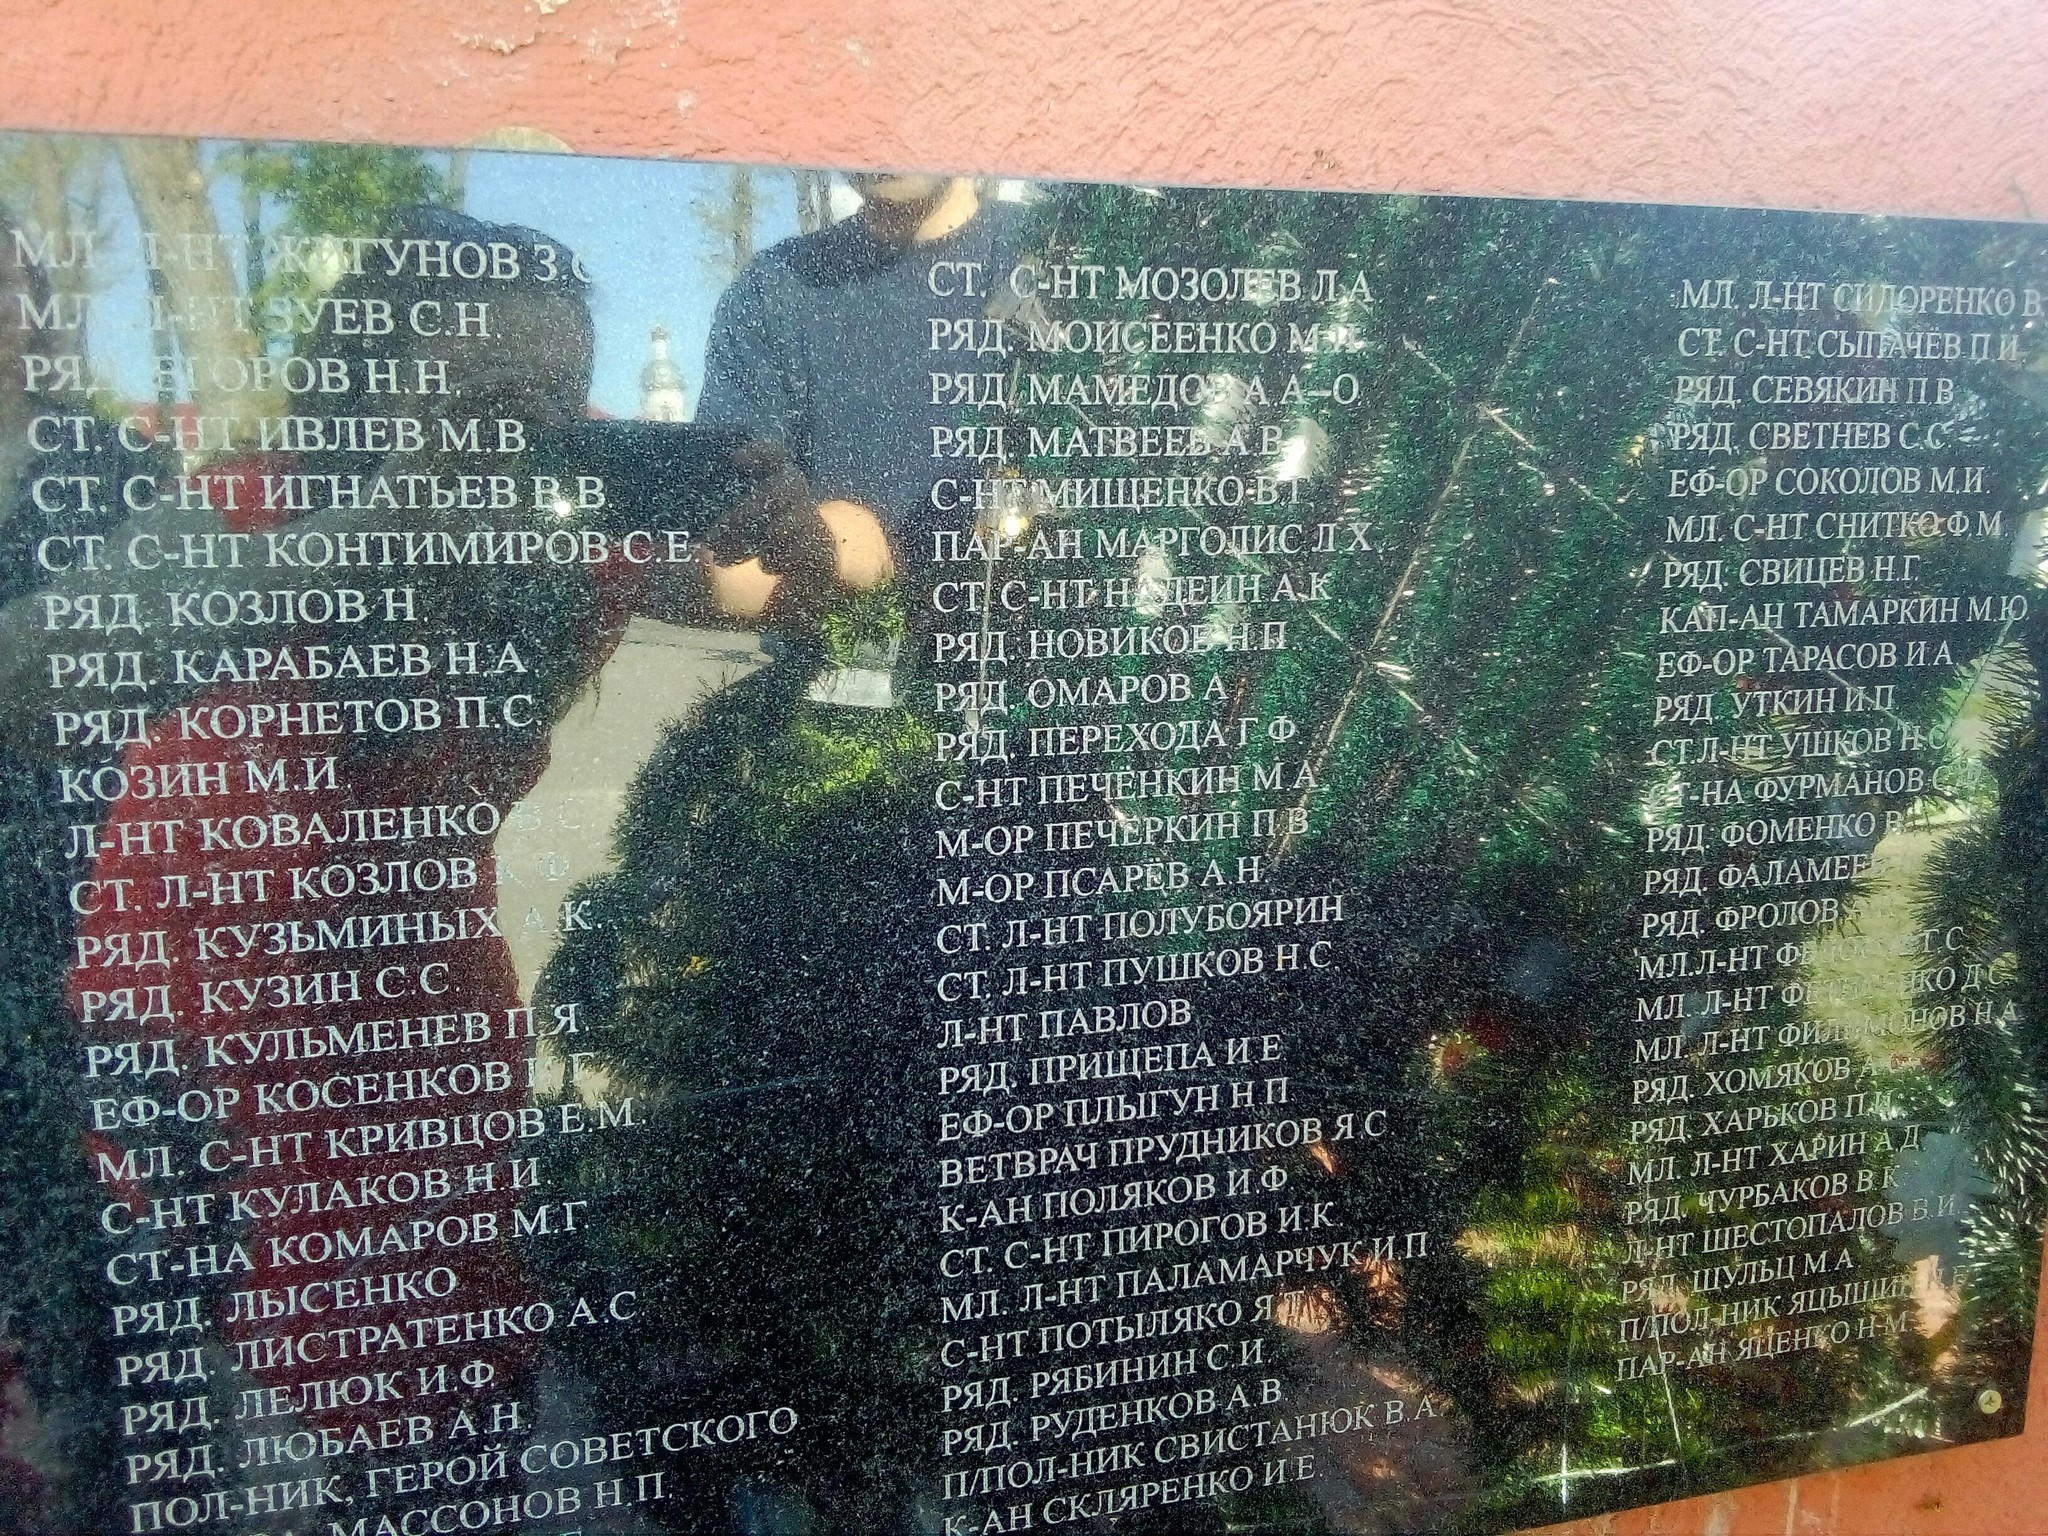 МЛ. Л-НТ ЖИГУНОВ З.С
МЛ. Л-НТ ЗУЕВ С.Н.
РЯД. ЕГОРОВ Н.Н.
СТ. С-НТ ИВЛЕВ М.В.
СТ. С-НТ ИГНАТЬЕВ В.В.
СТ. С-НТ КОНТИМИРОВ С.Е.
РЯД. КОЗЛОВ Н.
РЯД. КАРАБАЕВ Н.А
РЯД. КОРНЕТОВ П.С.
КОЗИН М.И.
Л-НТ КОВАЛЕНКО В.С
СТ. Л-НТ КОЗЛОВ К.Ф.
РЯД. КУЗЬМИНЫХ А.К.
РЯД. КУЗИН С.С.
РЯД. КУЛЬМЕНЕВ П.Я.
ЕФ-ОР КОСЕНКОВ
МЛ. С-НТ КРИВЦОВ Е.М.
С-НТ КУЛАКОВ Н.И.
СТ-НА КОМАРОВ М.Г.
РЯД. ЛЫСЕНКО
РЯД. ЛИСТРАТЕНКО А.С
РЯД. ЛЕЛЮК И.Ф.
РЯД. ЛЮБАЕВ А.Н.
ПОЛ-НИК, ГЕРОЙ СОВЕТСКОГО
МАССОНОВ Н.П.
СТ. С-НТ МОЗОЛЕВ Л.А
РЯД. МОИСЕЕНКО М.И.
РЯД. МАМЕДОВ А А–О
РЯД. МАТВЕЕВ А.В.
С-НТ МИЩЕНКО В.Г.
ПАР-АН МАРГОЛИС Л.Х.
СТ. С-НТ НАДЕИН А.К.
РЯД. НОВИКОВ Н.П.
РЯД. ОМАРОВ А.
РЯД. ПЕРЕХОДА Г.Ф.
С-НТ ПЕЧЁНКИН М.А.
М-ОР ПЕЧЕРКИН П.В
М-ОР ПСАРЁВ А.Н.
СТ. Л-НТ ПОЛУБОЯРИН
СТ. Л-НТ ПУШКОВ Н.С.
Л-НТ ПАВЛОВ
РЯД. ПРИЩЕПА И Е
ЕФ-ОР ПЛЫГУН Н П
ВЕТВРАЧ ПРУДНИКОВ Я.С
К-АН ПОЛЯКОВ И.Ф
СТ. С-НТ ПИРОГОВ И.К.
МЛ. Л-НТ ПАЛАМАРЧУК И.П.
С-НТ ПОТЫЛЯКО Я.Т.
РЯД. РЯБИНИН С.И.
РЯД. РУДЕНКОВ А.В.
П/ПОЛ-НИК СВИСТАНЮК В.А.
К-АН СКЛЯРЕНКО И.Е.
МЛ. Л-НТ СИДОРЕНКО В.
СТ. С-НТ СЫПАЧЁВ П.И.
РЯД. СЕВЯКИН П.В.
РЯД. СВЕТНЕВ С.С
ЕФ-ОР СОКОЛОВ М.И.
МЛ. С-НТ СНИТКО Ф.М.
РЯД. СВИЦЕВ Н.Г.
КАП-АН ТАМАРКИН М.Ю.
ЕФ-ОР ТАРАСОВ И.А.
РЯД. УТКИН И.П
СТ.Л-НТ УШКОВ Н.С.
СТ-НА ФУРМАНОВ
РЯД. ФОМЕНКО В.
РЯД. ФАЛАМЕЕ
РЯД. ФРОЛОВ
МЛ.Л-НТ Г.С.
МЛ. Л-НТ Д.С
МЛ. Л-НТ ФИЛИМОНОВ Н.А.
РЯД. ХОМЯКОВ А
РЯД. ХАРЬКОВ П.И.
МЛ. Л-НТ ХАРИН А.Д
РЯД. ЧУРБАКОВ В.К
Л-НТ ШЕСТОПАЛОВ В.И.
РЯД. ШУЛЬЦ М.А
П/ПОЛ-НИК ЯЦЫШИН
ПАР-АН ЯЦЕНКО Н-М-